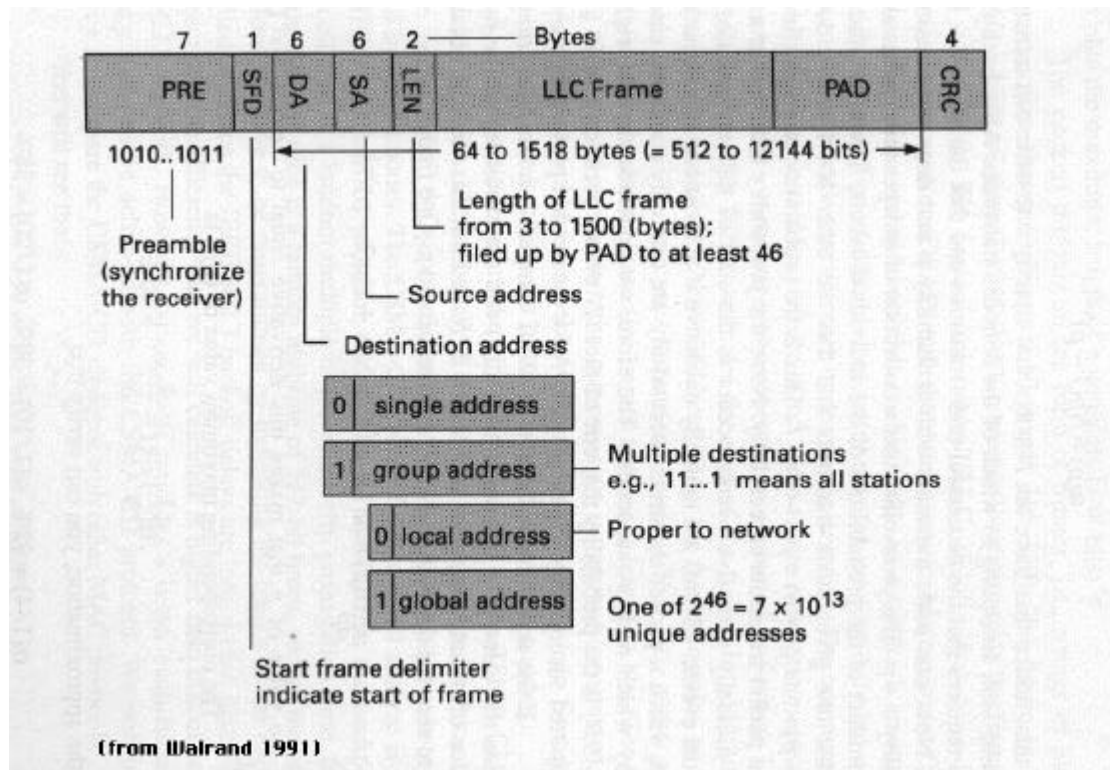 7 1 6 6 2 Bytes 4
PRE SFD DA SA LEN LLC Frame PAD CRC
1010..1011 64 to 1518 bytes (= 512 to 12144 bits)
Length of LLC frame
from 3 to 1500 (bytes);
filed up by PAD to at least 46
Preamble
(synchronize
the receiver)
Source address
Destination address
0 single address
1 group address
Multiple destinations
e.g., 11...1 means all stations
0 local address
Proper to network
1 global address
One of 2⁴⁶ = 7 x 10¹³
unique addresses
Start frame delimiter
indicate start of frame
(from Walrand 1991)